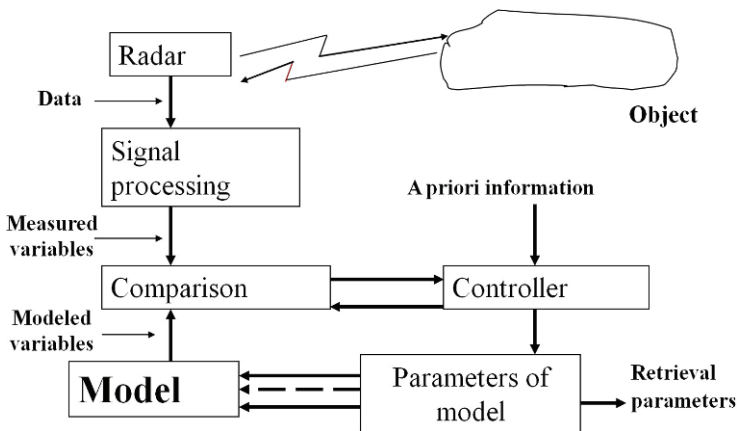 Radar
Object
Data
Signal
processing
A priori information
Measured
variables
Comparison
Controller
Modeled
variables
Model
Parameters of
model
Retrieval
parameters